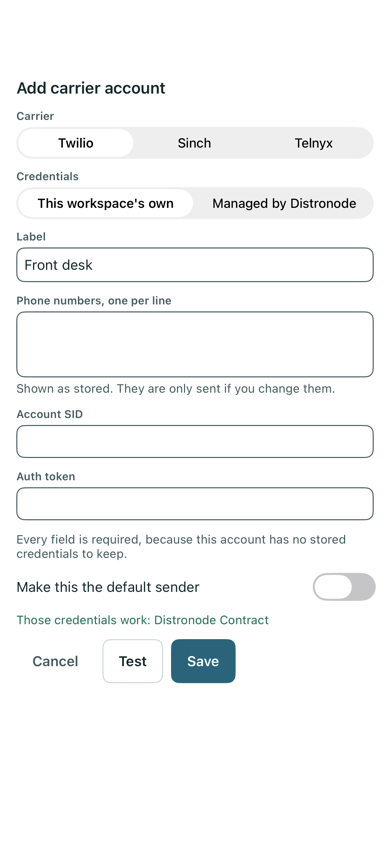 Add carrier account
Carrier
Twilio
Sinch
Telnyx
Credentials
This workspace's own
Managed by Distronode
Label
Front desk
Phone numbers, one per line
Shown as stored. They are only sent if you change them.
Account SID
Auth token
Every field is required, because this account has no stored
credentials to keep.
Make this the default sender
Those credentials work: Distronode Contract
Cancel
Test
Save